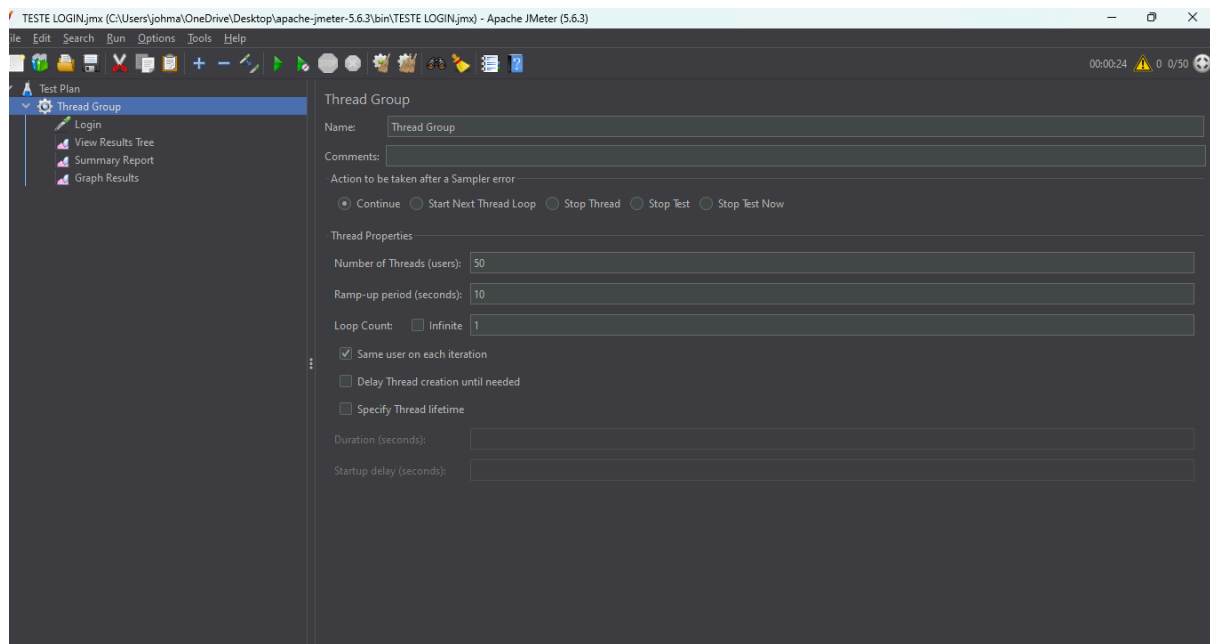 TESTE LOGIN.jmx (C:\Users\johma\OneDrive\Desktop\apache-jmeter-5.6.3\bin\TESTE LOGIN.jmx) - Apache JMeter (5.6.3)
ile Edit Search Run Options Tools Help
00:00:24 0 0/50
Test Plan
Thread Group
Login
View Results Tree
Summary Report
Graph Results
Thread Group
Name: Thread Group
Comments:
Action to be taken after a Sampler error
Continue Start Next Thread Loop Stop Thread Stop Test Stop Test Now
Thread Properties
Number of Threads (users): 50
Ramp-up period (seconds): 10
Loop Count: Infinite 1
Same user on each iteration
Delay Thread creation until needed
Specify Thread lifetime
Duration (seconds):
Startup delay (seconds):